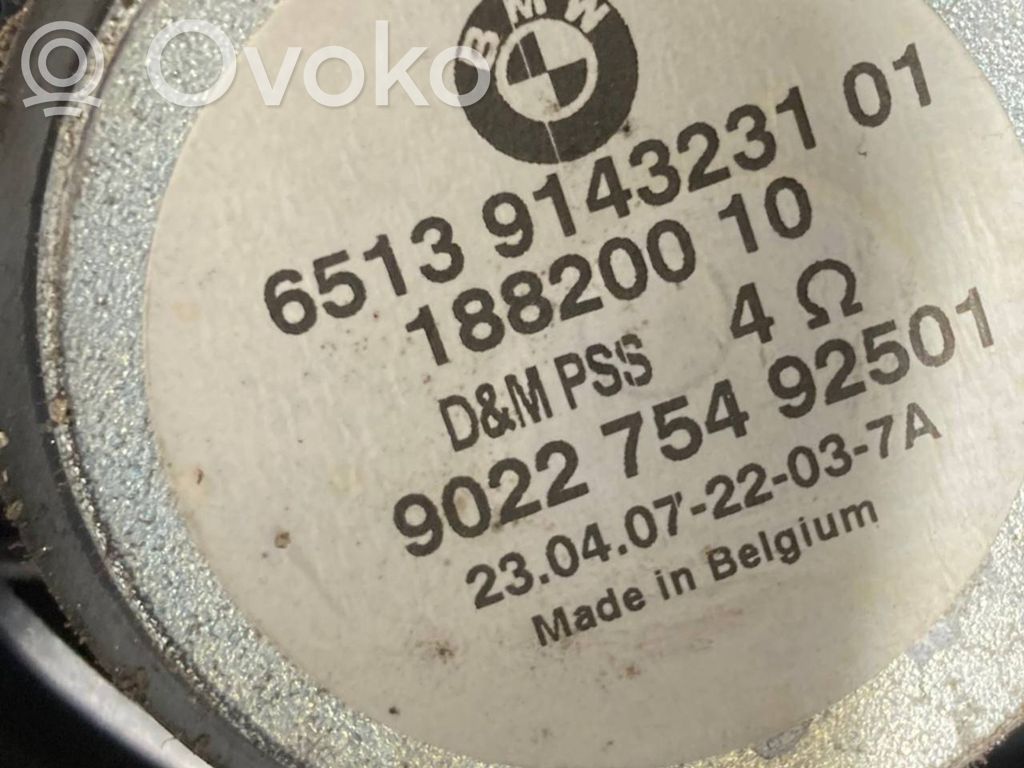 ovoko
BMW
6513 9143231 01
188200 10
D&M PSS 4 Ω
9022 754 92501
23.04.07-22-03-7A
Made in Belgium